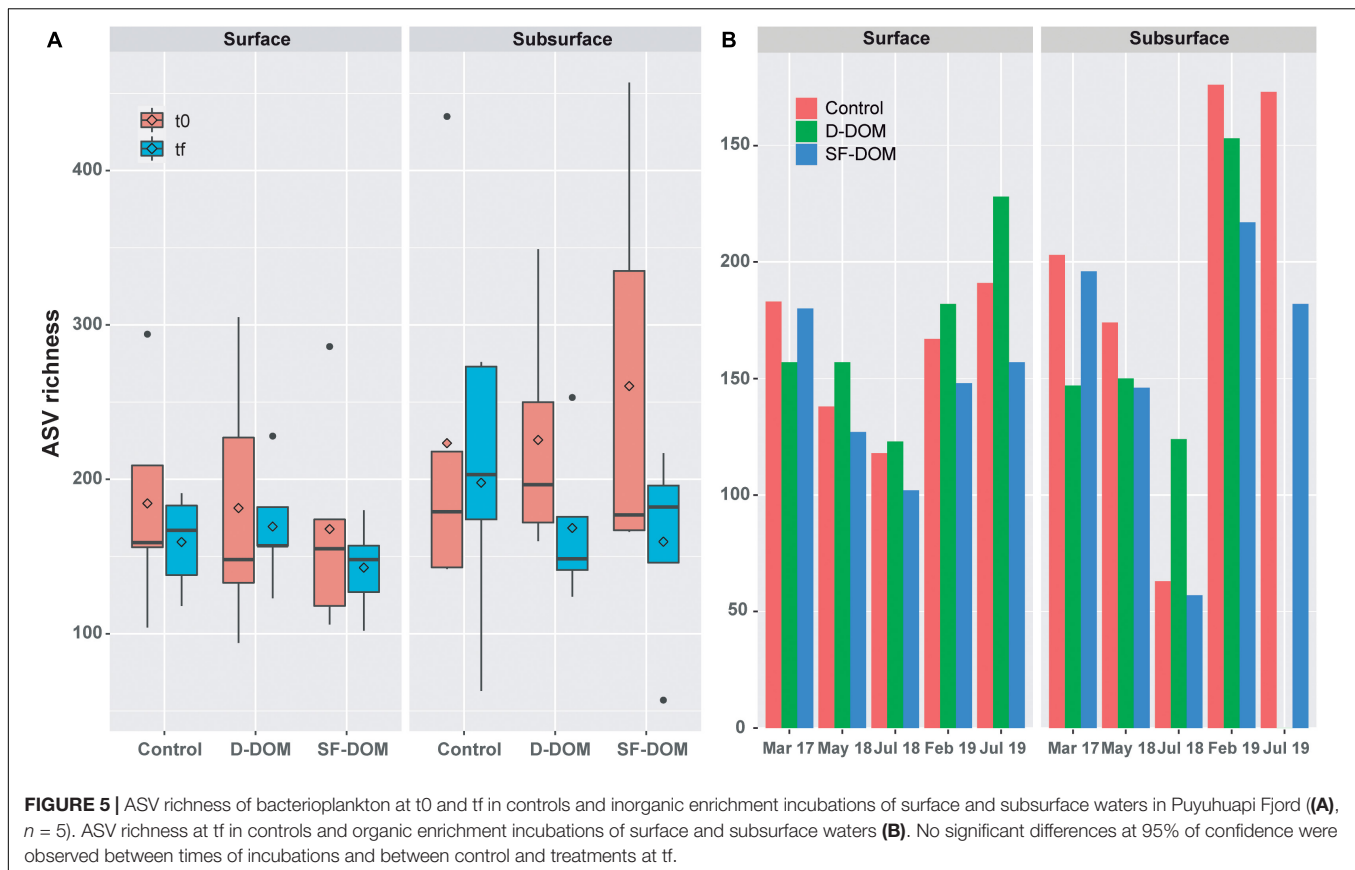 A
Surface
Subsurface
t0
tf
ASV richness
400
300
200
100
Control
D-DOM
SF-DOM
Control
D-DOM
SF-DOM
B
Surface
Subsurface
Control
D-DOM
SF-DOM
150
200
150
100
50
0
Mar 17
May 18
Jul 18
Feb 19
Jul 19
Mar 17
May 18
Jul 18
Feb 19
Jul 19
FIGURE 5 | ASV richness of bacterioplankton at t0 and tf in controls and inorganic enrichment incubations of surface and subsurface waters in Puyuhuapi Fjord ((A),
n = 5). ASV richness at tf in controls and organic enrichment incubations of surface and subsurface waters (B). No significant differences at 95% of confidence were
observed between times of incubations and between control and treatments at tf.